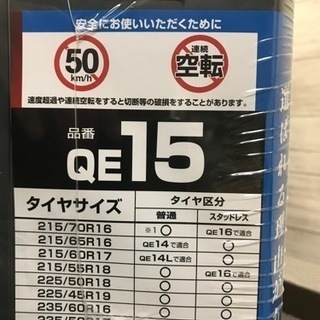 安全にお使いいただくために
50
km/h
連続
空転
速度超過や連続空転をすると切断等の破損をすることがあります。
品番
QE15
タイヤサイズ タイヤ区分
普通 スタッドレス
215/70R16 ※1○ QE16で適合
215/65R16 QE14で適合 ○
215/60R17 QE14Lで適合 ○
215/55R18 ○ QE16で適合
225/50R18 ○ ○
225/45R19 ○ ○
235/60R16 ○ ○